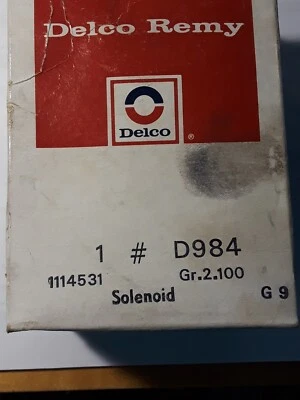 Delco Remy
Delco ®
1 # D984
1114531 Gr.2.100
Solenoid G 9